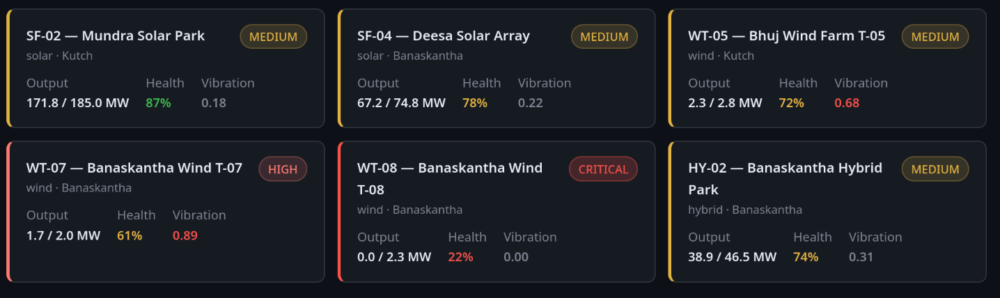 SF-02 — Mundra Solar Park
MEDIUM
solar · Kutch
Output Health Vibration
171.8 / 185.0 MW 87% 0.18
SF-04 — Deesa Solar Array
MEDIUM
solar · Banaskantha
Output Health Vibration
67.2 / 74.8 MW 78% 0.22
WT-05 — Bhuj Wind Farm T-05
MEDIUM
wind · Kutch
Output Health Vibration
2.3 / 2.8 MW 72% 0.68
WT-07 — Banaskantha Wind T-07
HIGH
wind · Banaskantha
Output Health Vibration
1.7 / 2.0 MW 61% 0.89
WT-08 — Banaskantha Wind
T-08
CRITICAL
wind · Banaskantha
Output Health Vibration
0.0 / 2.3 MW 22% 0.00
HY-02 — Banaskantha Hybrid
Park
MEDIUM
hybrid · Banaskantha
Output Health Vibration
38.9 / 46.5 MW 74% 0.31